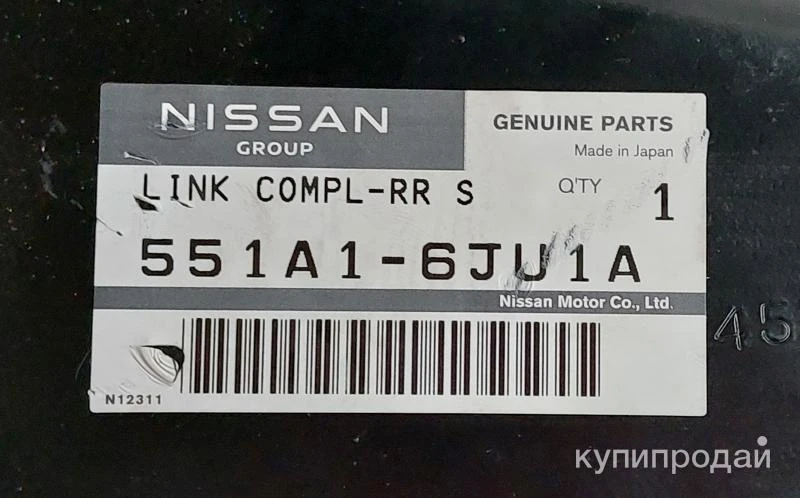 NISSAN
GROUP
GENUINE PARTS
Made in Japan
LINK COMPL-RR S
Q'TY 1
551A1-6JU1A
Nissan Motor Co., Ltd.
N12311
45
купипродай